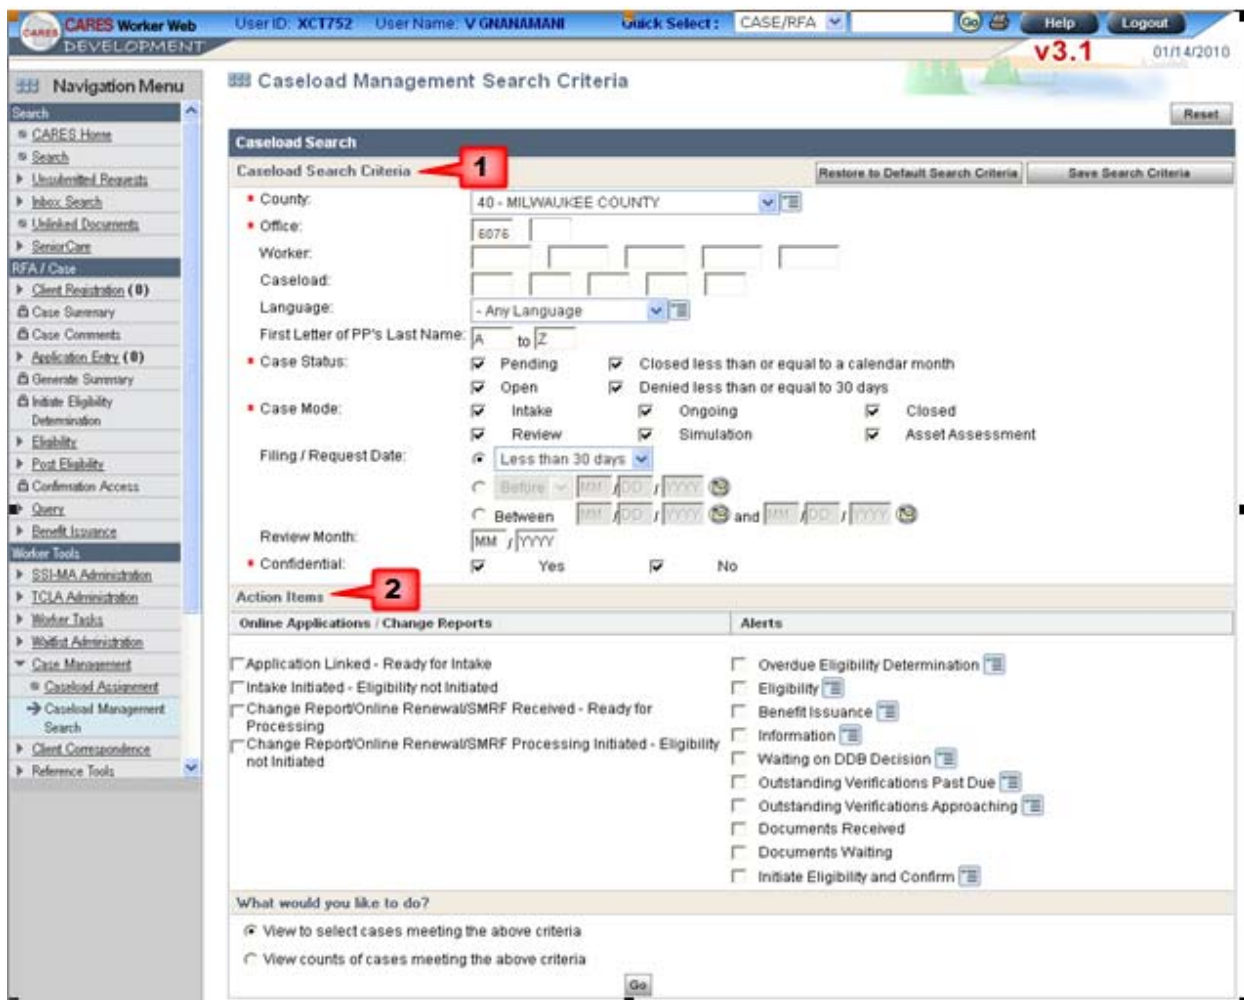 CARES CARES Worker Web User ID: XCT752 User Name: V GNANAMANI Quick Select: CASE/RFA Go Help Logout
DEVELOPMENT v3.1 01/14/2010
Navigation Menu
Search
CARES Home
Search
Unsubmitted Requests
Inbox Search
Unlinked Documents
SeniorCare
RFA / Case
Client Registration (0)
Case Summary
Case Comments
Application Entry (0)
Generate Summary
Initiate Eligibility
Determination
Eligibility
Post Eligibility
Confirmation Access
Query
Benefit Issuance
Worker Tools
SSI-MA Administration
TCLA Administration
Worker Tasks
Waitlist Administration
Case Management
Caseload Assignment
Caseload Management
Search
Client Correspondence
Reference Tools
Caseload Management Search Criteria
Reset
Caseload Search
Caseload Search Criteria 1 Restore to Default Search Criteria Save Search Criteria
* County: 40 - MILWAUKEE COUNTY
* Office: 6076
Worker:
Caseload:
Language: - Any Language
First Letter of PP's Last Name: A to Z
* Case Status: Pending Closed less than or equal to a calendar month
Open Denied less than or equal to 30 days
* Case Mode: Intake Ongoing Closed
Review Simulation Asset Assessment
Filing / Request Date: Less than 30 days
Before MM / DD / YYYY
Between MM / DD / YYYY and MM / DD / YYYY
Review Month: MM / YYYY
* Confidential: Yes No
Action Items 2
Online Applications / Change Reports Alerts
Application Linked - Ready for Intake
Intake Initiated - Eligibility not Initiated
Change Report/Online Renewal/SMRF Received - Ready for
Processing
Change Report/Online Renewal/SMRF Processing Initiated - Eligibility
not Initiated
Overdue Eligibility Determination
Eligibility
Benefit Issuance
Information
Waiting on DDB Decision
Outstanding Verifications Past Due
Outstanding Verifications Approaching
Documents Received
Documents Waiting
Initiate Eligibility and Confirm
What would you like to do?
View to select cases meeting the above criteria
View counts of cases meeting the above criteria
Go